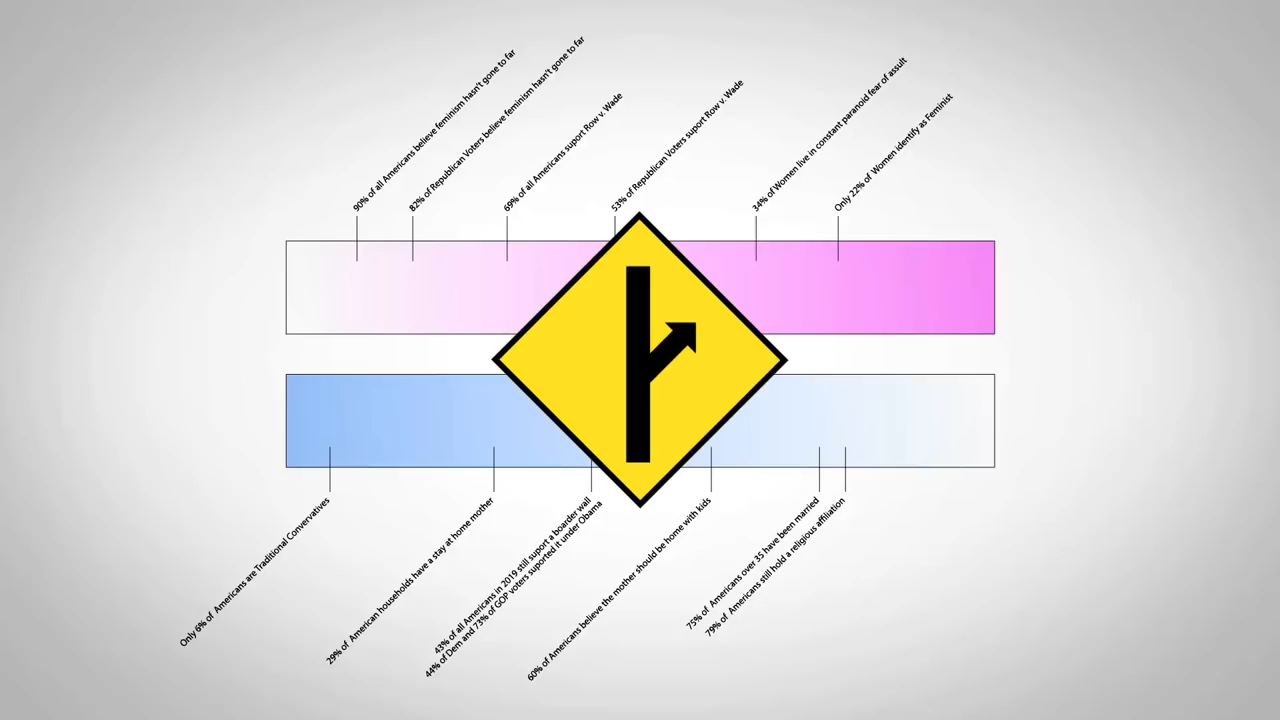 90% of all Americans believe feminism hasn't gone to far
82% of Republican Voters believe feminism hasn't gone to far
69% of all Americans suport Row v. Wade
53% of Republican Voters suport Row v. Wade
34% of Women live in constant paranoid fear of assult
Only 22% of Women identify as Feminist
Only 6% of Americans are Traditional Convervatives
29% of American households have a stay at home mother
43% of all Americans in 2019 still suport a boarder wall
44% of Dem and 73% of GOP voters suported it under Obama
60% of Americans believe the mother should be home with kids
75% of Americans over 35 have been married
79% of Americans still hold a religious affiliation